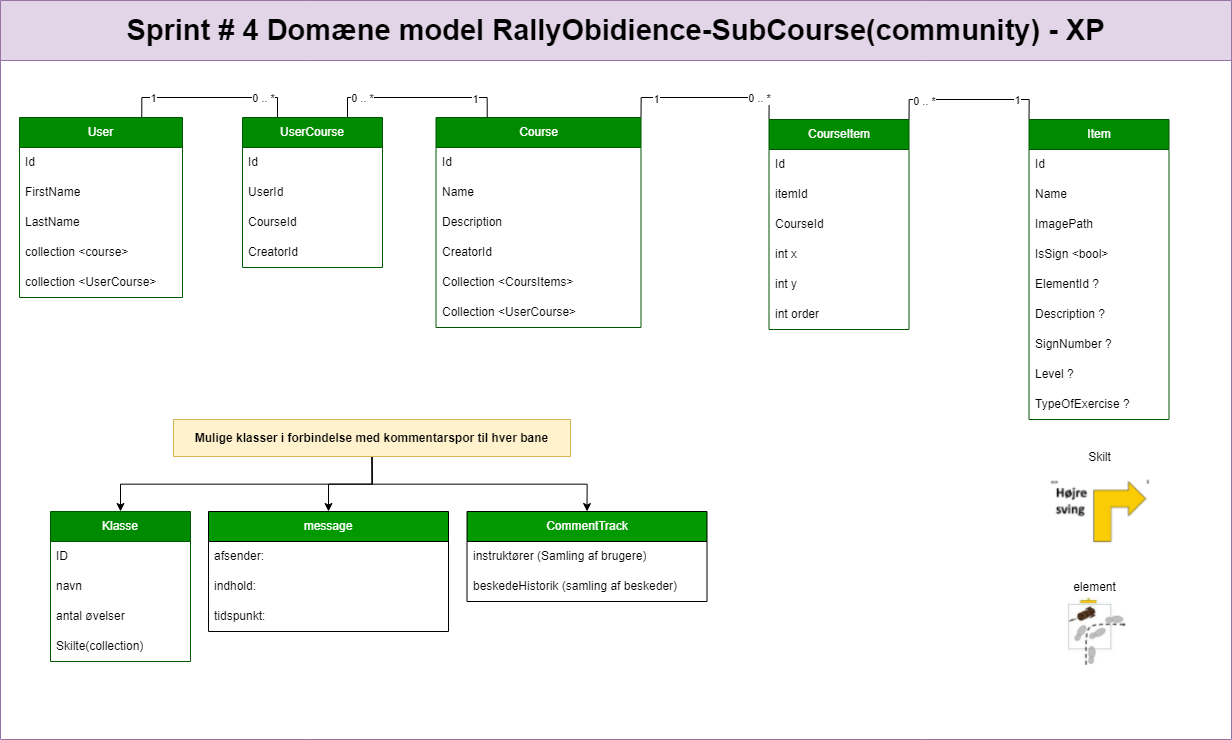 Sprint # 4 Domæne model RallyObidience-SubCourse(community) - XP
1
0 .. *
0 .. *
1
1
0 .. *
0 .. *
1
User
Id
FirstName
LastName
collection <course>
collection <UserCourse>
UserCourse
Id
UserId
CourseId
CreatorId
Course
Id
Name
Description
CreatorId
Collection <CoursItems>
Collection <UserCourse>
CourseItem
Id
itemId
CourseId
int x
int y
int order
Item
Id
Name
ImagePath
IsSign <bool>
ElementId ?
Description ?
SignNumber ?
Level ?
TypeOfExercise ?
Mulige klasser i forbindelse med kommentarspor til hver bane
Klasse
ID
navn
antal øvelser
Skilte(collection)
message
afsender:
indhold:
tidspunkt:
CommentTrack
instruktører (Samling af brugere)
beskedeHistorik (samling af beskeder)
Skilt
Højre
sving
element